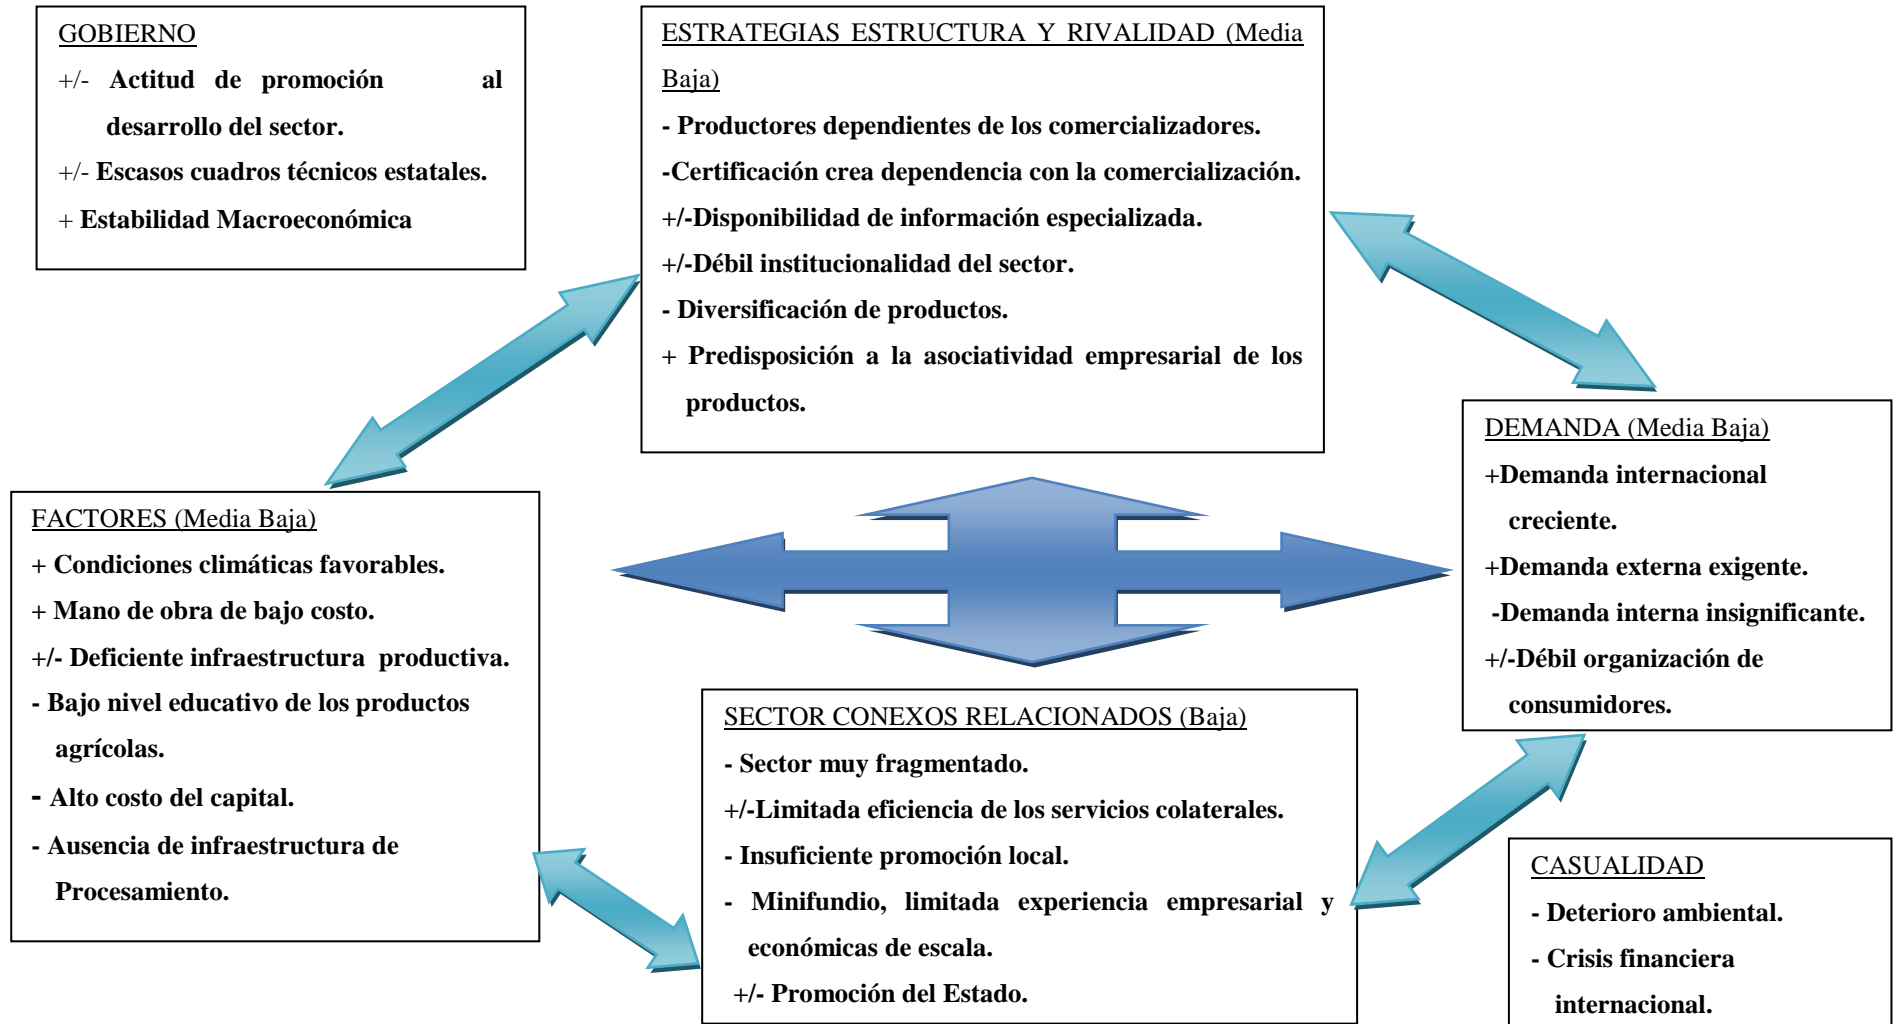 GOBIERNO
+/- Actitud de promoción al
desarrollo del sector.
+/- Escasos cuadros técnicos estatales.
+ Estabilidad Macroeconómica
ESTRATEGIAS ESTRUCTURA Y RIVALIDAD (Media
Baja)
- Productores dependientes de los comercializadores.
-Certificación crea dependencia con la comercialización.
+/-Disponibilidad de información especializada.
+/-Débil institucionalidad del sector.
- Diversificación de productos.
+ Predisposición a la asociatividad empresarial de los
productos.
DEMANDA (Media Baja)
+Demanda internacional
creciente.
+Demanda externa exigente.
-Demanda interna insignificante.
+/-Débil organización de
consumidores.
FACTORES (Media Baja)
+ Condiciones climáticas favorables.
+ Mano de obra de bajo costo.
+/- Deficiente infraestructura productiva.
- Bajo nivel educativo de los productos
agrícolas.
- Alto costo del capital.
- Ausencia de infraestructura de
Procesamiento.
SECTOR CONEXOS RELACIONADOS (Baja)
- Sector muy fragmentado.
+/-Limitada eficiencia de los servicios colaterales.
- Insuficiente promoción local.
- Minifundio, limitada experiencia empresarial y
económicas de escala.
+/- Promoción del Estado.
CASUALIDAD
- Deterioro ambiental.
- Crisis financiera
internacional.